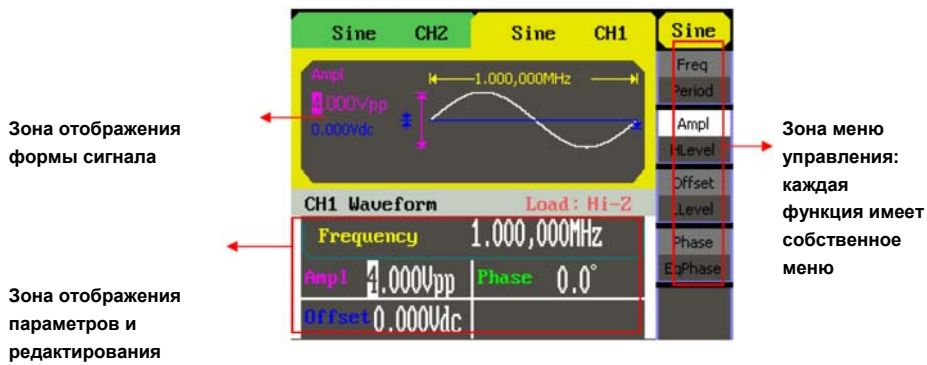 Sine CH2 Sine CH1 Sine
Ampl
1.000,000MHz
4.000Vpp
0.000Vdc
Freq
Period
Ampl
HLevel
Offset
LLevel
Phase
EqPhase
CH1 Waveform Load: Hi-Z
Frequency 1.000,000MHz
Ampl 4.000Vpp Phase 0.0°
Offset 0.000Vdc
Зона отображения
формы сигнала
Зона отображения
параметров и
редактирования
Зона меню
управления:
каждая
функция имеет
собственное
меню